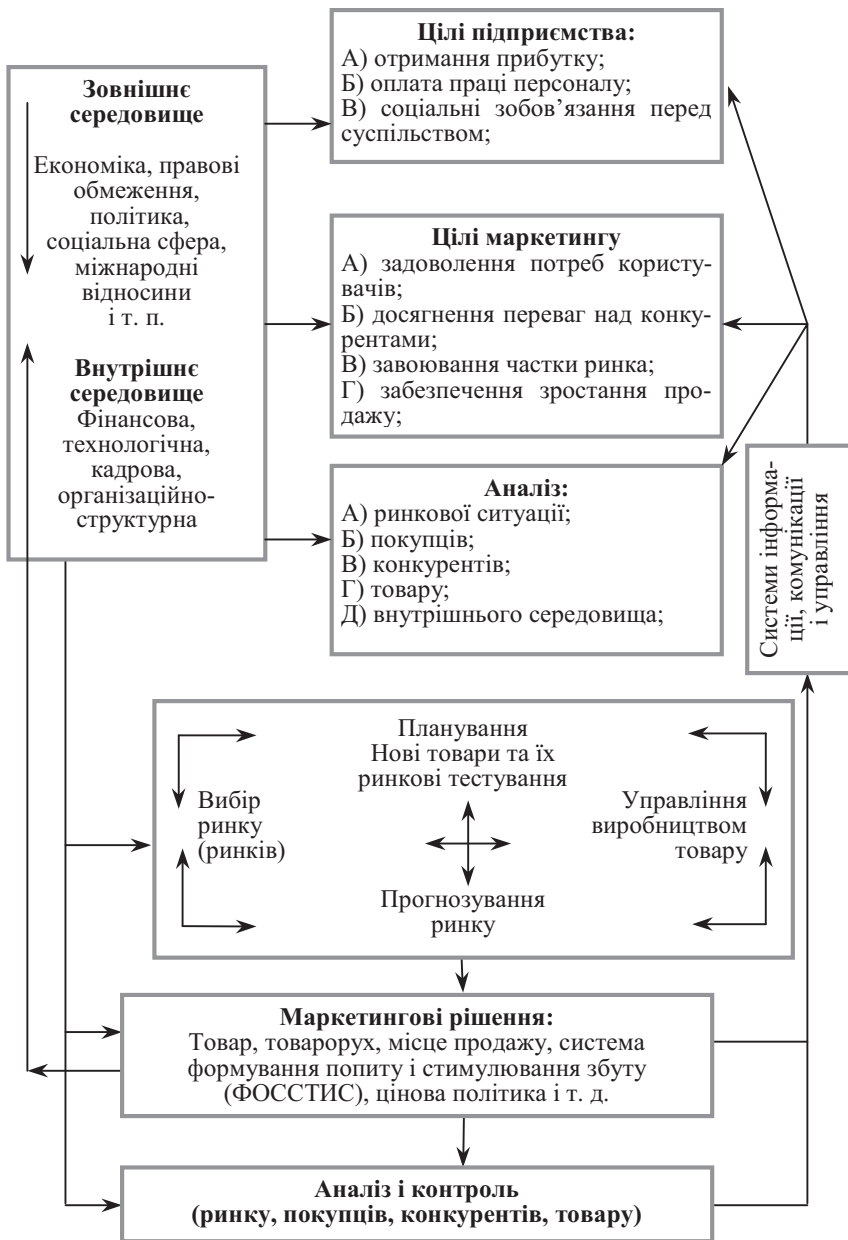 Зовнішнє
середовище
Економіка, правові
обмеження,
політика,
соціальна сфера,
міжнародні
відносини
і т. п.
Внутрішнє
середовище
Фінансова,
технологічна,
кадрова,
організаційно-
структурна
Цілі підприємства:
А) отримання прибутку;
Б) оплата праці персоналу;
В) соціальні зобов’язання перед
суспільством;
Цілі маркетингу
А) задоволення потреб користу-
вачів;
Б) досягнення переваг над конку-
рентами;
В) завоювання частки ринка;
Г) забезпечення зростання про-
дажу;
Аналіз:
А) ринкової ситуації;
Б) покупців;
В) конкурентів;
Г) товару;
Д) внутрішнього середовища;
Системи інформа-
ції, комунікації
і управління
Планування
Нові товари та їх
ринкові тестування
Вибір
ринку
(ринків)
Управління
виробництвом
товару
Прогнозування
ринку
Маркетингові рішення:
Товар, товарорух, місце продажу, система
формування попиту і стимулювання збуту
(ФОССТИС), цінова політика і т. д.
Аналіз і контроль
(ринку, покупців, конкурентів, товару)